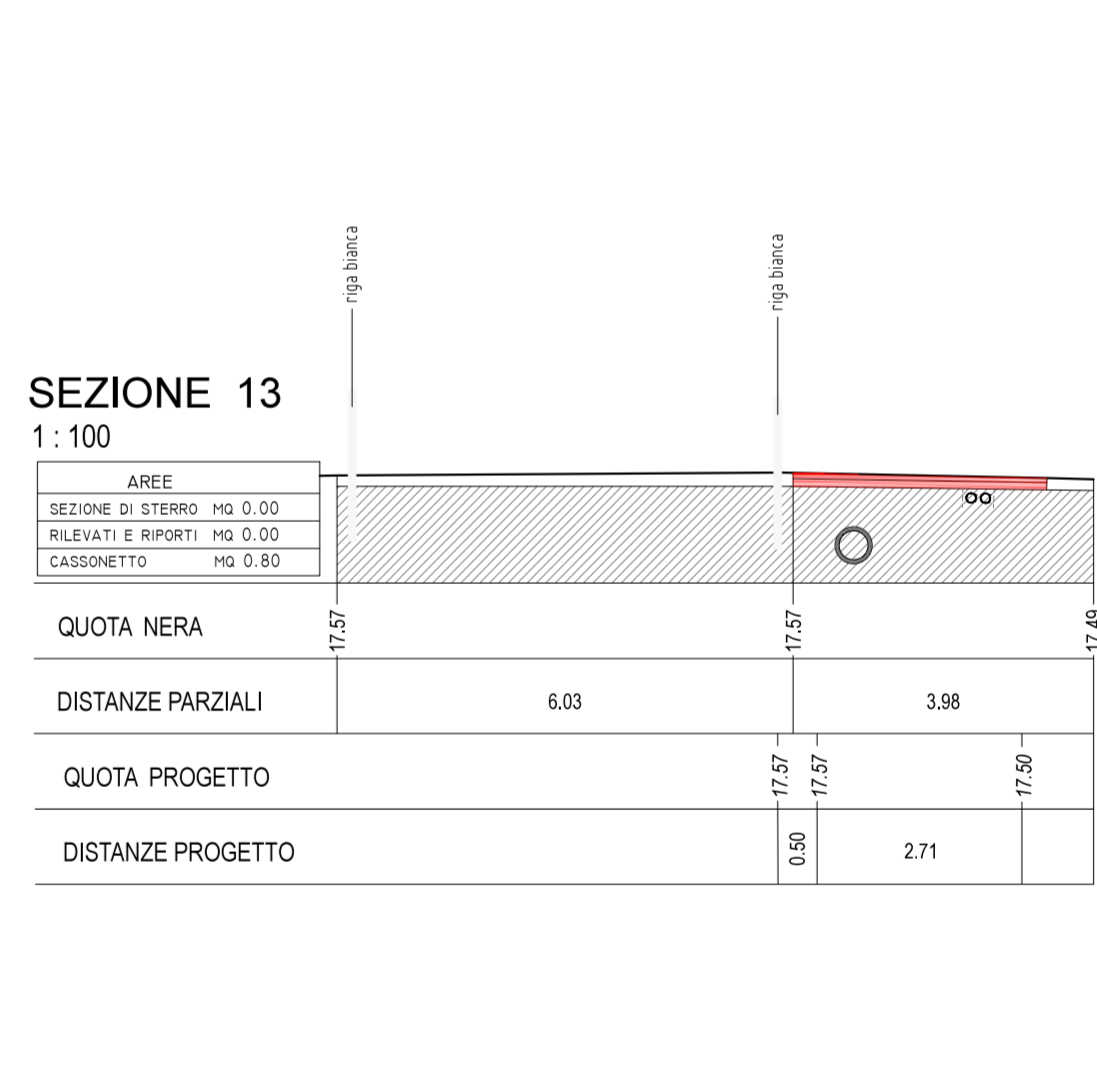 riga bianca
riga bianca
SEZIONE 13
1 : 100
AREE
SEZIONE DI STERRO MQ 0.00
RILEVATI E RIPORTI MQ 0.00
CASSONETTO MQ 0.80
QUOTA NERA 17.57 17.57 17.49
DISTANZE PARZIALI 6.03 3.98
QUOTA PROGETTO 17.57 17.57 17.50
DISTANZE PROGETTO 0.50 2.71